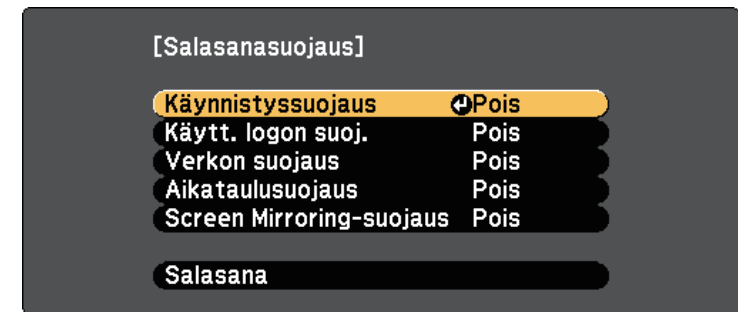 [Salasanasuojaus]
Käynnistyssuojaus Pois
Käytt. logon suoj. Pois
Verkon suojaus Pois
Aikataulusuojaus Pois
Screen Mirroring-suojaus Pois
Salasana